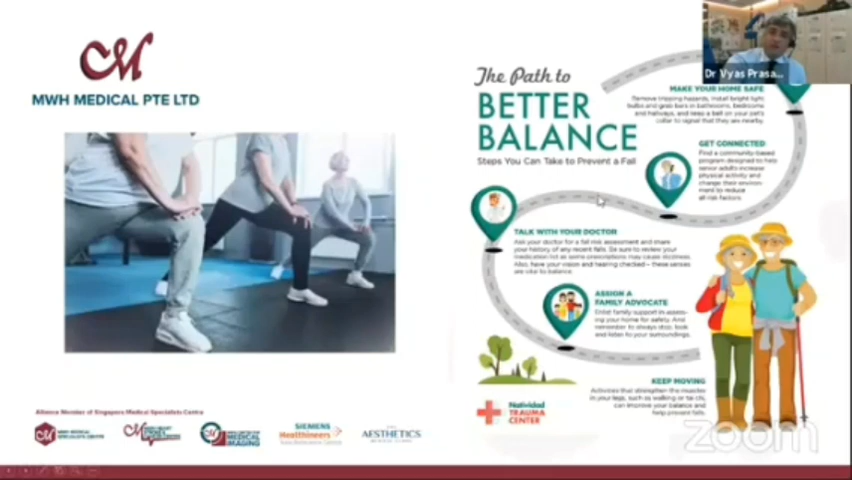 CM
MWH MEDICAL PTE LTD
Dr Vyas Prasa...
The Path to
BETTER
BALANCE
Steps You Can Take to Prevent a Fall
MAKE YOUR HOME SAFE
Remove tripping hazards, install bright light
bulbs and grab bars in bathrooms, bedrooms
and hallways, and keep a bell on your pet's
collar to signal that they are nearby.
GET CONNECTED
Find a community-based
program designed to help
senior adults increase
physical activity and
change their environ-
ment to reduce
all risk factors.
TALK WITH YOUR DOCTOR
Ask your doctor for a fall risk assessment and share
your history of any recent falls. Be sure to review your
medication list as some prescriptions may cause dizziness.
Also, have your vision and hearing checked – these senses
are vital to balance.
ASSIGN A
FAMILY ADVOCATE
Enlist family support in assess-
ing your home for safety. And
remember to always stop, look
and listen to your surroundings.
KEEP MOVING
Activities that strengthen the muscles
in your legs, such as walking or tai chi,
can improve your balance and
help prevent falls.
Natividad
TRAUMA
CENTER
Alliance Member of Singapore Medical Specialists Centre
MWH MEDICAL
SPECIALISTS CENTRE
MEDICAL
IMAGING
SIEMENS
Healthineers
AESTHETICS
MEDICAL CLINIC
zoom